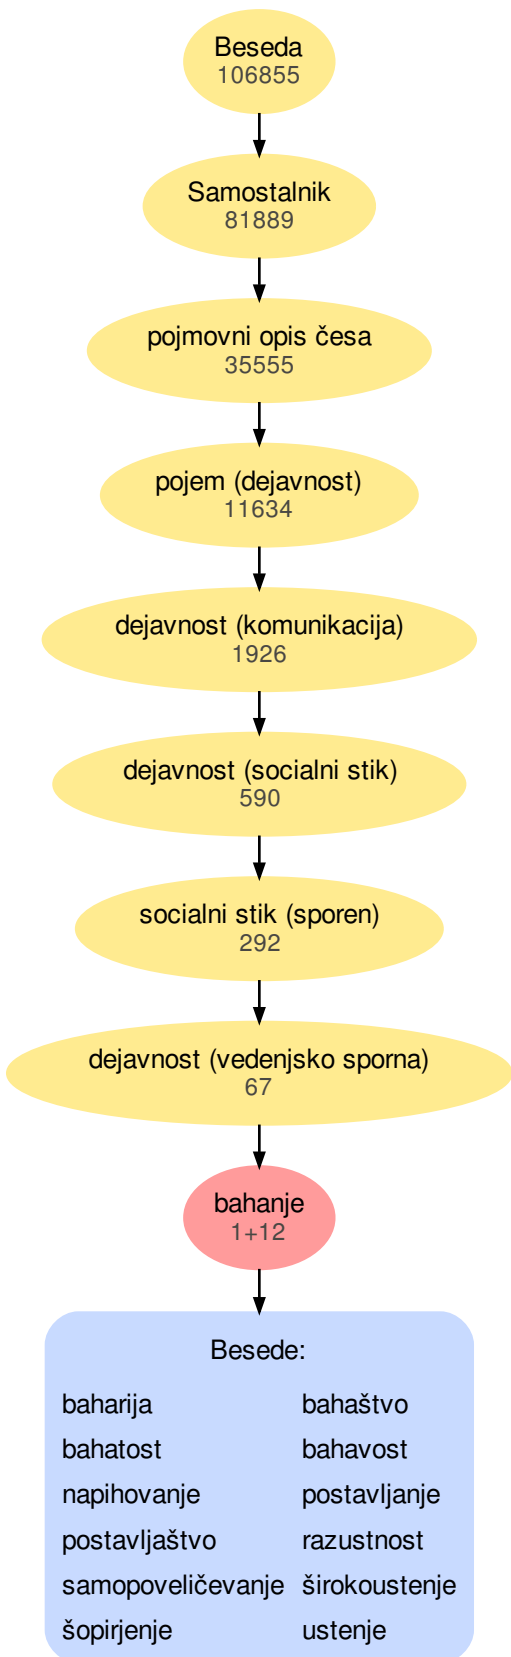 Beseda
106855
Samostalnik
81889
pojmovni opis česa
35555
pojem (dejavnost)
11634
dejavnost (komunikacija)
1926
dejavnost (socialni stik)
590
socialni stik (sporen)
292
dejavnost (vedenjsko sporna)
67
bahanje
1+12
Besede:
baharija bahaštvo
bahatost bahavost
napihovanje postavljanje
postavljaštvo razustnost
samopoveličevanje širokoustenje
šopirjenje ustenje